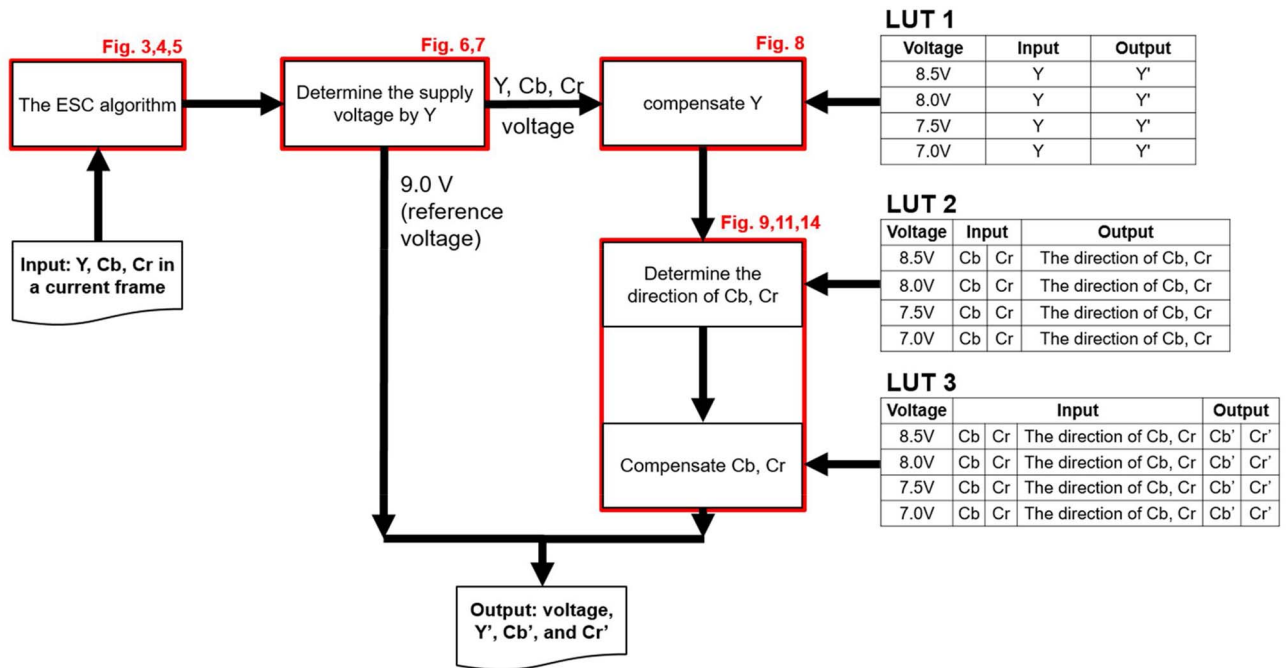 Fig. 3,4,5
The ESC algorithm
Input: Y, Cb, Cr in
a current frame
Fig. 6,7
Determine the supply
voltage by Y
Y, Cb, Cr
voltage
9.0 V
(reference
voltage)
Fig. 8
compensate Y
Fig. 9,11,14
Determine the
direction of Cb, Cr
Compensate Cb, Cr
Output: voltage,
Y’, Cb’, and Cr’
LUT 1
Voltage Input Output
8.5V Y Y'
8.0V Y Y'
7.5V Y Y'
7.0V Y Y'
LUT 2
Voltage Input Output
8.5V Cb Cr The direction of Cb, Cr
8.0V Cb Cr The direction of Cb, Cr
7.5V Cb Cr The direction of Cb, Cr
7.0V Cb Cr The direction of Cb, Cr
LUT 3
Voltage Input Output
8.5V Cb Cr The direction of Cb, Cr Cb’ Cr’
8.0V Cb Cr The direction of Cb, Cr Cb’ Cr’
7.5V Cb Cr The direction of Cb, Cr Cb’ Cr’
7.0V Cb Cr The direction of Cb, Cr Cb’ Cr’